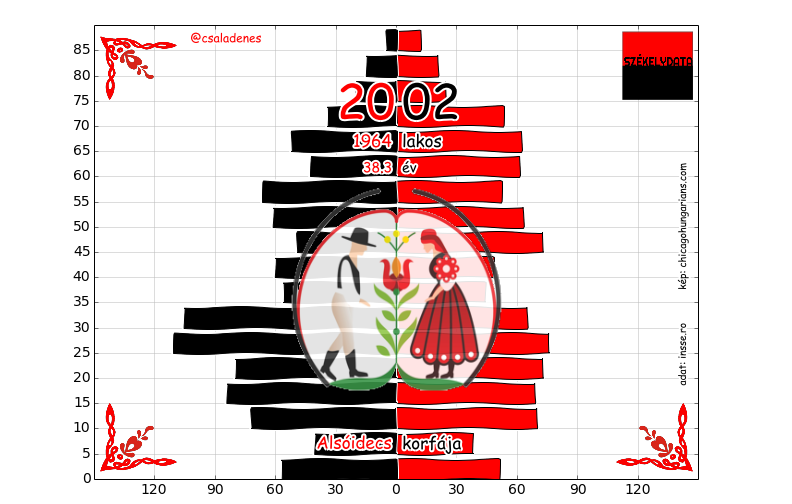 @csaladenes
SZÉKELYDATA
2002
1964 lakos
38.3 év
kép: chicagohungarians.com
adat: insse.ro
Alsóidecs korfája
85
80
75
70
65
60
55
50
45
40
35
30
25
20
15
10
5
0
120 90 60 30 0 30 60 90 120